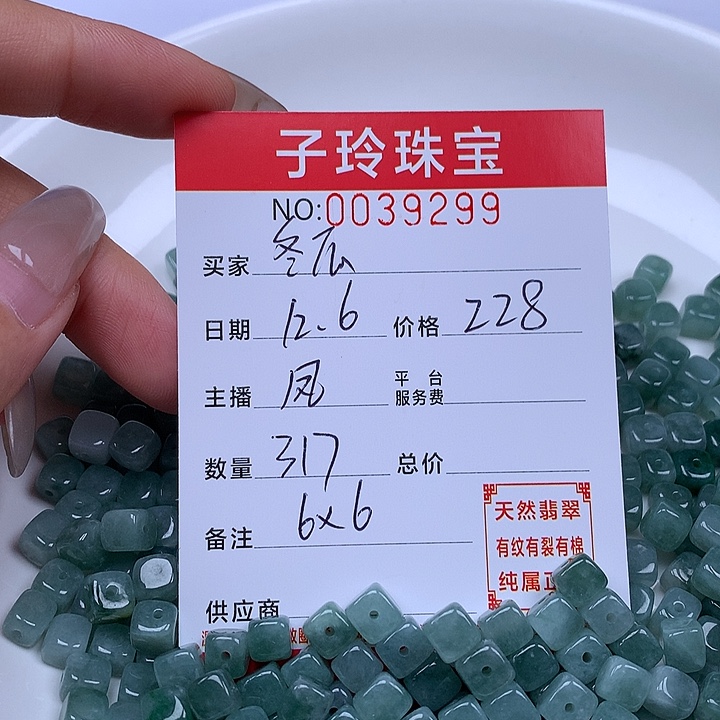 子玲珠宝
NO:0039299
买家 冬瓜
日期 12.6 价格 228
主播 凤 平台服务费
数量 317 总价
备注 6x6
天然翡翠
有纹有裂有棉
纯属正
供应商